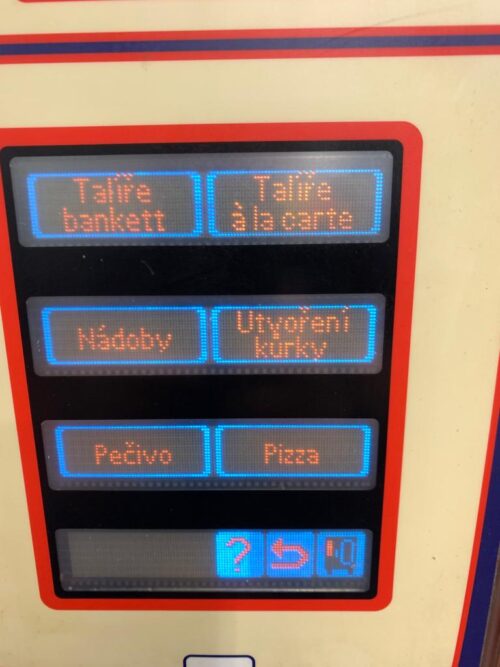 Talíře
bankett
Talíře
à la carte
Nádoby
Utvoření
kůrky
Pečivo
Pizza
?